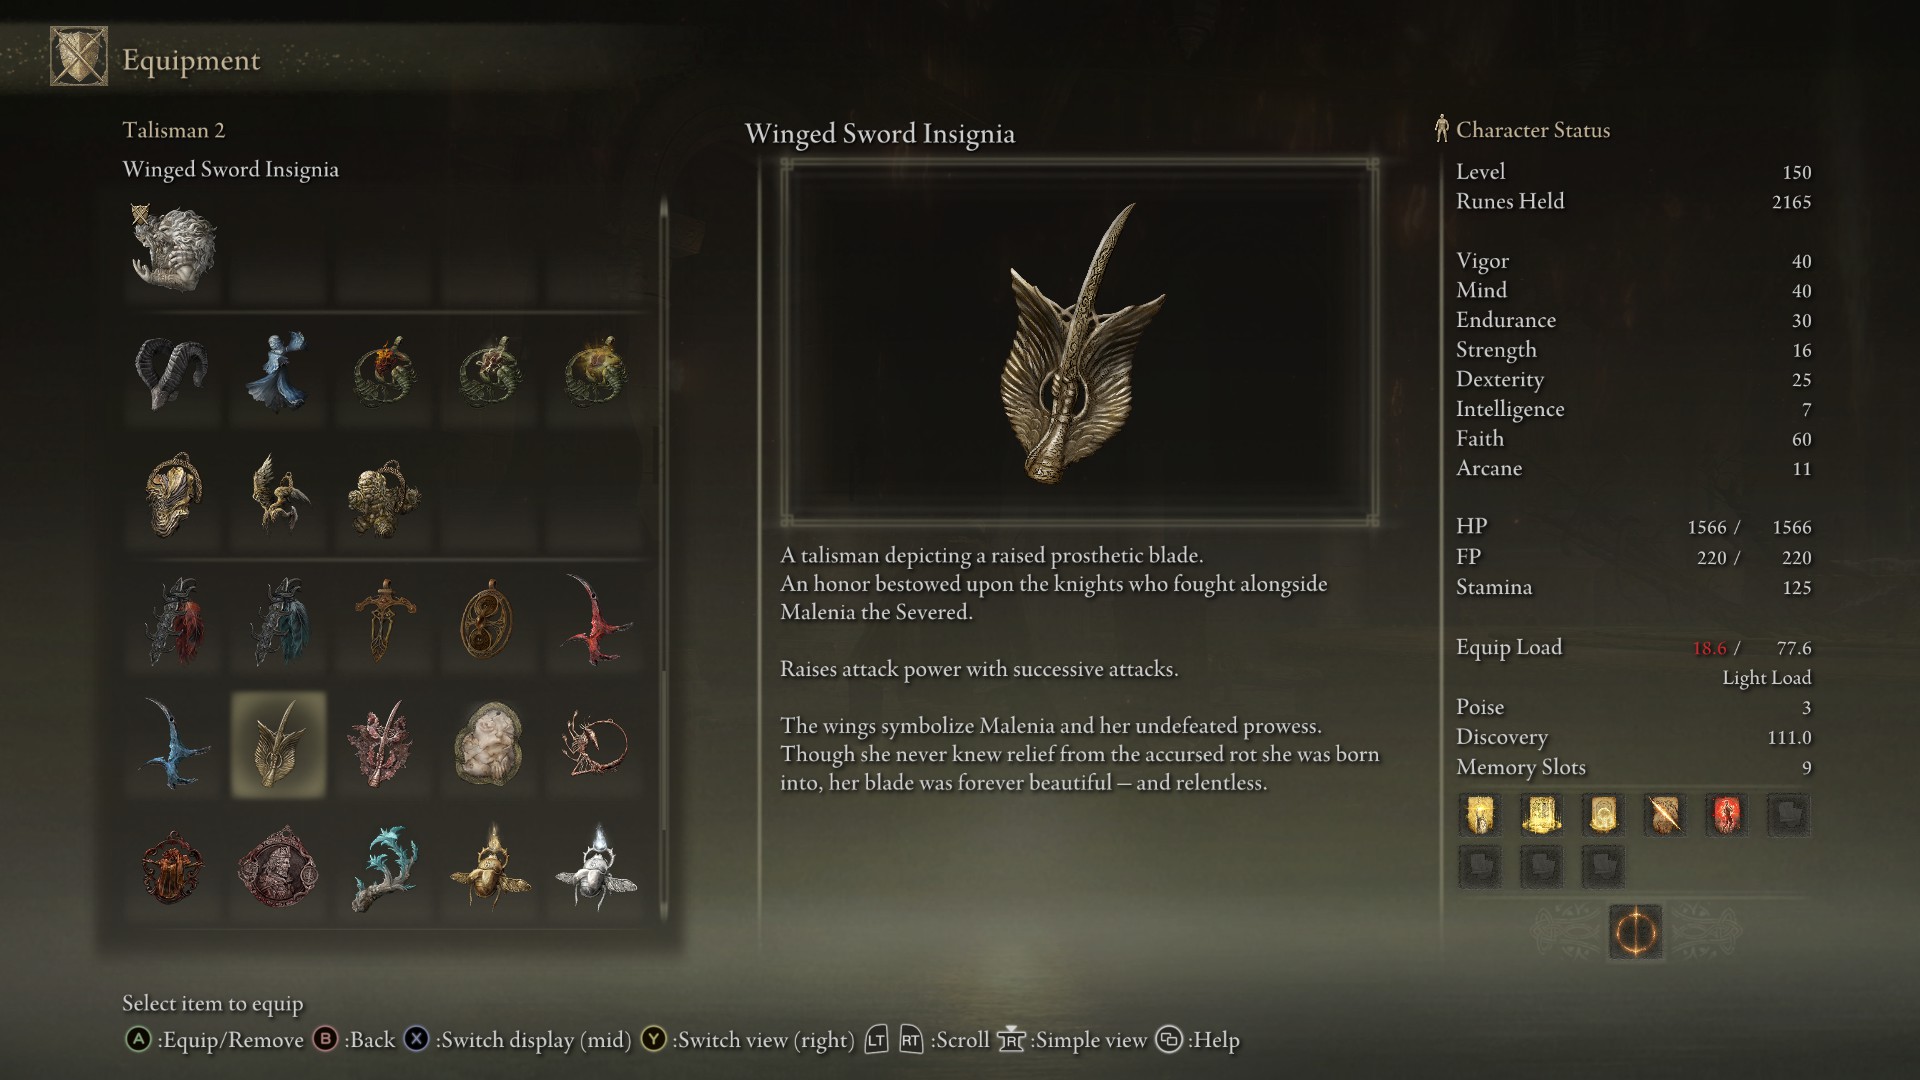 Equipment
Talisman 2
Winged Sword Insignia
Winged Sword Insignia
A talisman depicting a raised prosthetic blade.
An honor bestowed upon the knights who fought alongside
Malenia the Severed.
Raises attack power with successive attacks.
The wings symbolize Malenia and her undefeated prowess.
Though she never knew relief from the accursed rot she was born
into, her blade was forever beautiful – and relentless.
Character Status
Level 150
Runes Held 2165
Vigor 40
Mind 40
Endurance 30
Strength 16
Dexterity 25
Intelligence 7
Faith 60
Arcane 11
HP 1566 / 1566
FP 220 / 220
Stamina 125
Equip Load 18.6 / 77.6
Light Load
Poise 3
Discovery 111.0
Memory Slots 9
Select item to equip
A :Equip/Remove B :Back X :Switch display (mid) Y :Switch view (right) LT RT :Scroll R :Simple view :Help